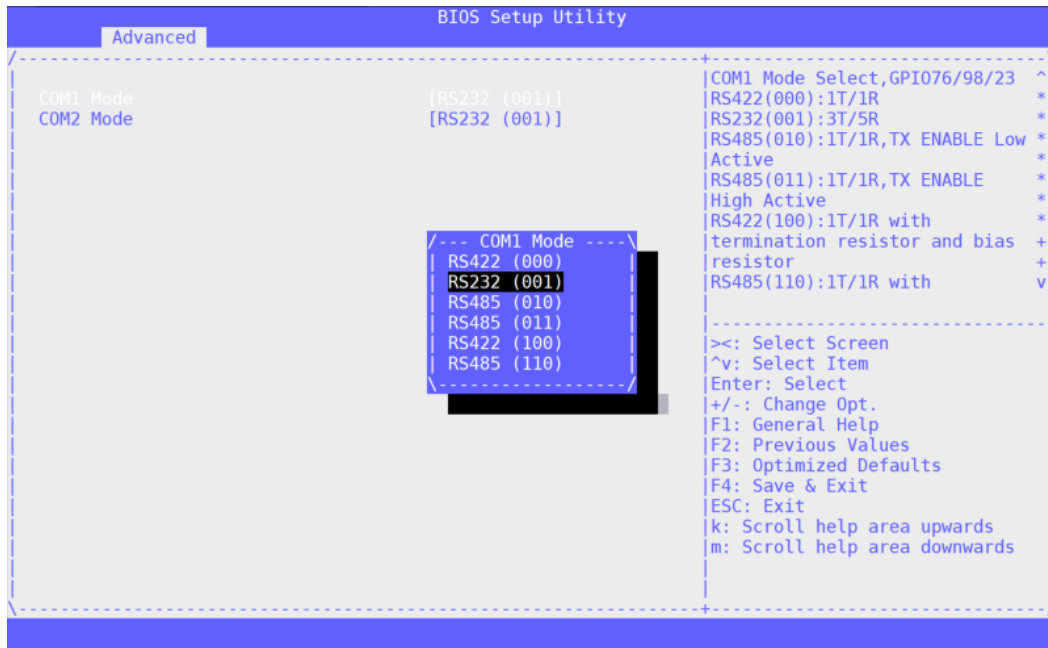 BIOS Setup Utility
Advanced
COM1 Mode [RS232 (001)]
COM2 Mode [RS232 (001)]
/--- COM1 Mode ----\
RS422 (000)
RS232 (001)
RS485 (010)
RS485 (011)
RS422 (100)
RS485 (110)
COM1 Mode Select,GPIO76/98/23 ^
RS422(000):1T/1R *
RS232(001):3T/5R *
RS485(010):1T/1R,TX ENABLE Low *
Active *
RS485(011):1T/1R,TX ENABLE *
High Active *
RS422(100):1T/1R with *
termination resistor and bias +
resistor +
RS485(110):1T/1R with v
><: Select Screen
^v: Select Item
Enter: Select
+/-: Change Opt.
F1: General Help
F2: Previous Values
F3: Optimized Defaults
F4: Save & Exit
ESC: Exit
k: Scroll help area upwards
m: Scroll help area downwards